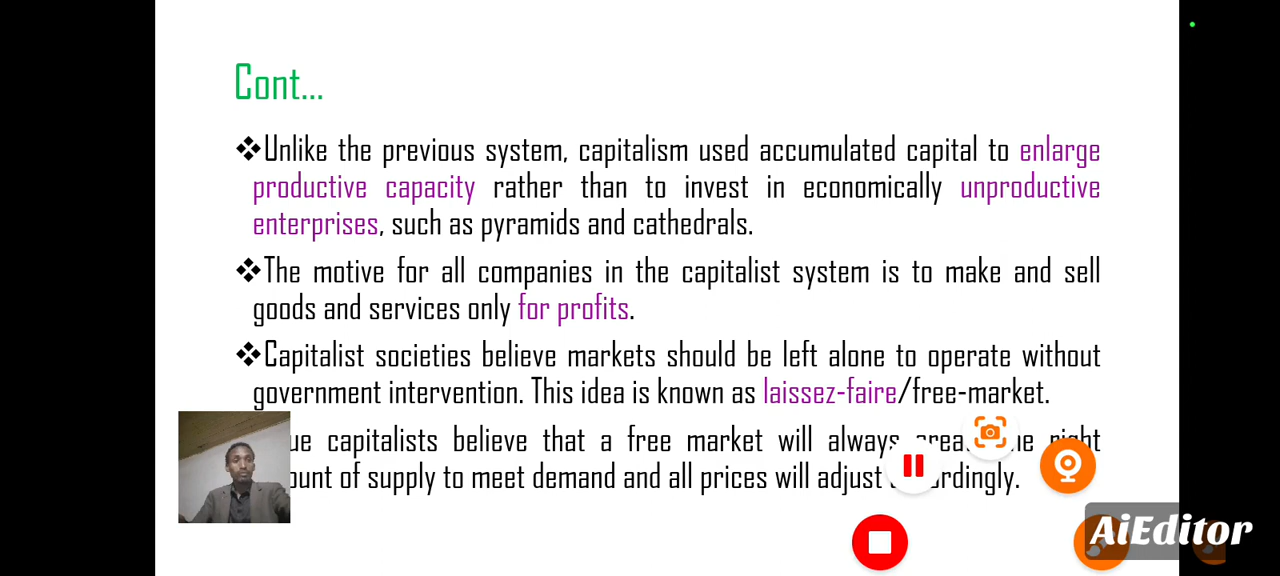 Cont...
❖Unlike the previous system, capitalism used accumulated capital to enlarge
productive capacity rather than to invest in economically unproductive
enterprises, such as pyramids and cathedrals.
❖The motive for all companies in the capitalist system is to make and sell
goods and services only for profits.
❖Capitalist societies believe markets should be left alone to operate without
government intervention. This idea is known as laissez-faire/free-market.
capitalists believe that a free market will always right
of supply to meet demand and all prices will adjust
AiEditor